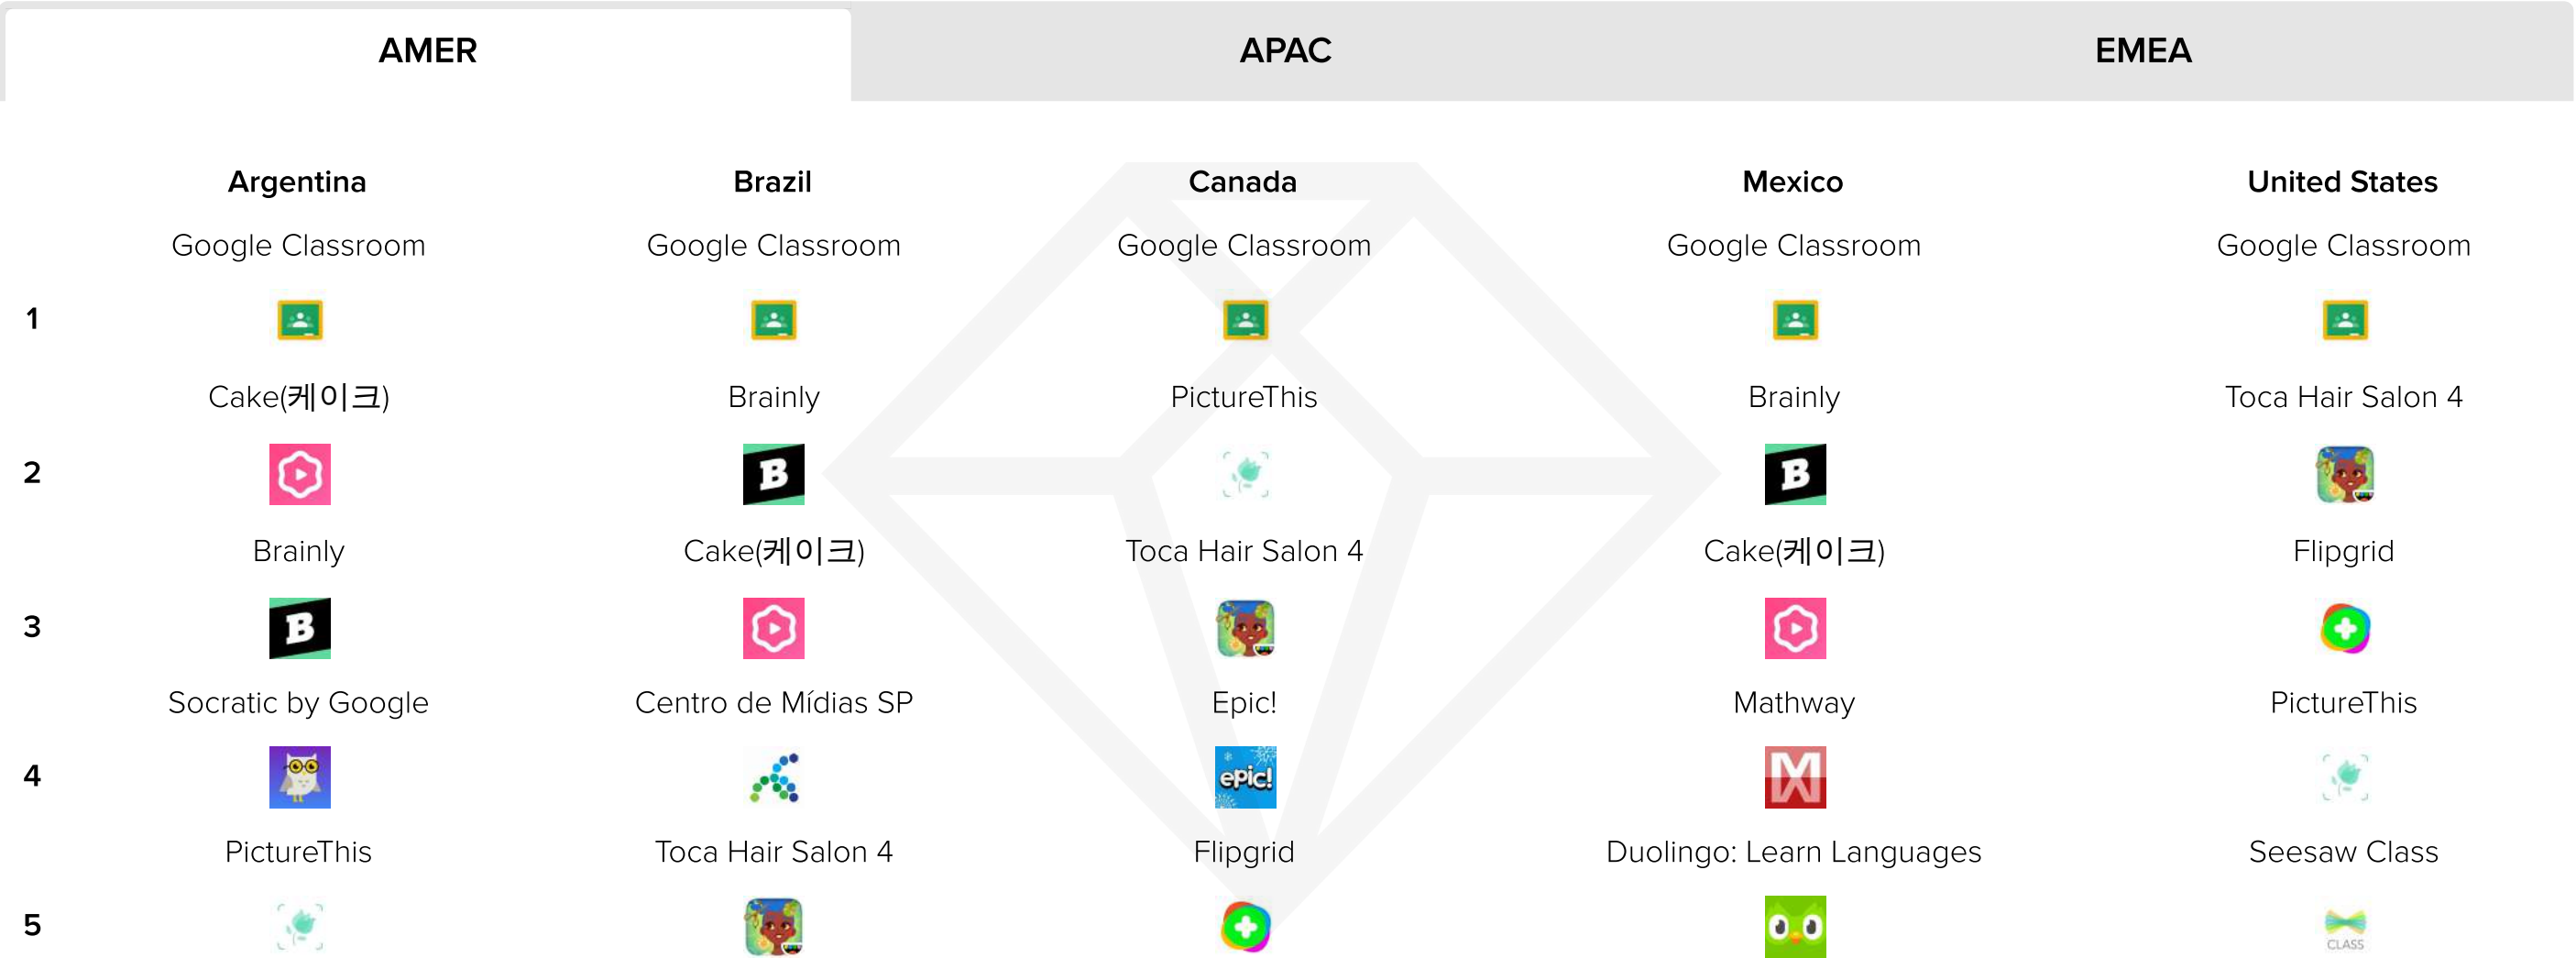 AMER APAC EMEA
Argentina Brazil Canada Mexico United States
Google Classroom Google Classroom Google Classroom Google Classroom Google Classroom
1
Cake(케이크) Brainly PictureThis Brainly Toca Hair Salon 4
2
B B
Brainly Cake(케이크) Toca Hair Salon 4 Cake(케이크) Flipgrid
3
B
Socratic by Google Centro de Mídias SP Epic! Mathway PictureThis
4
epic! M
PictureThis Toca Hair Salon 4 Flipgrid Duolingo: Learn Languages Seesaw Class
5
CLASS